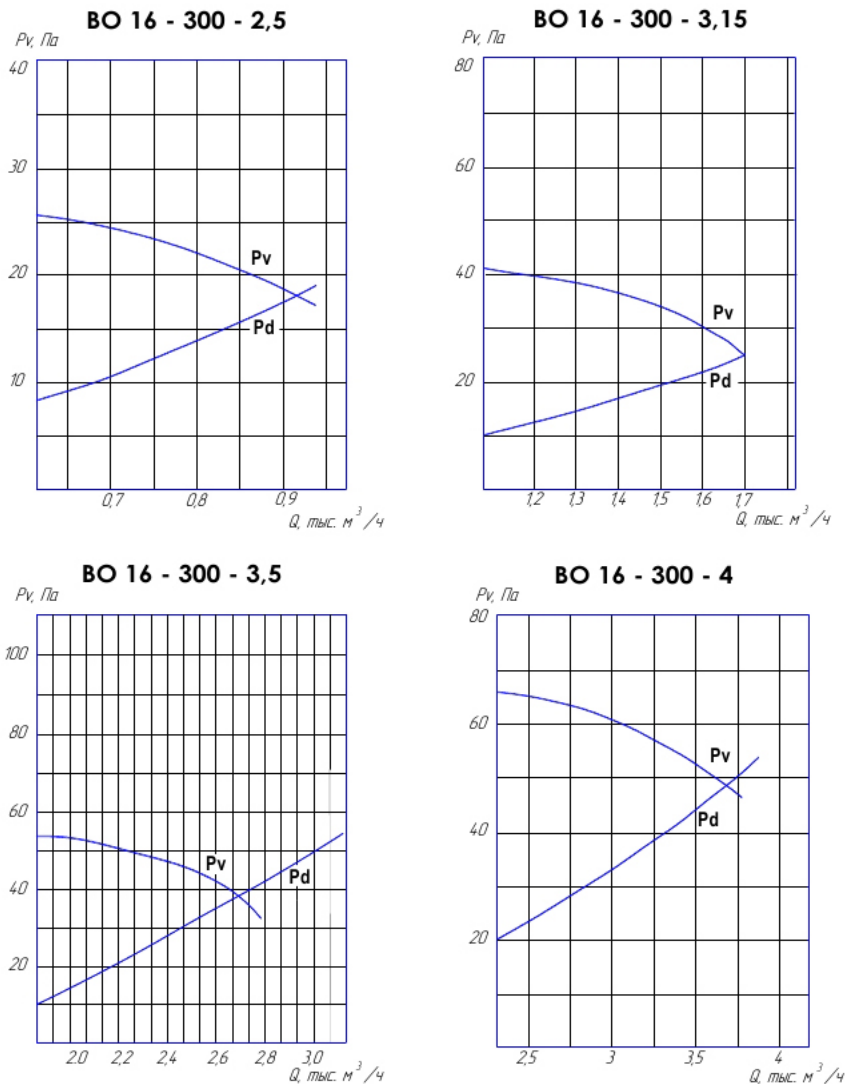 ВО 16 - 300 - 2,5
Pv, Па
40
30
20
10
Pv
Pd
0,7 0,8 0,9
Q, тыс. м³/ч
ВО 16 - 300 - 3,15
Pv, Па
80
60
40
20
Pv
Pd
1,2 1,3 1,4 1,5 1,6 1,7
Q, тыс. м³/ч
ВО 16 - 300 - 3,5
Pv, Па
100
80
60
40
20
Pv
Pd
2.0 2,2 2,4 2,6 2,8 3,0
Q, тыс. м³/ч
ВО 16 - 300 - 4
Pv, Па
80
60
40
20
Pv
Pd
2,5 3 3,5 4
Q, тыс. м³/ч